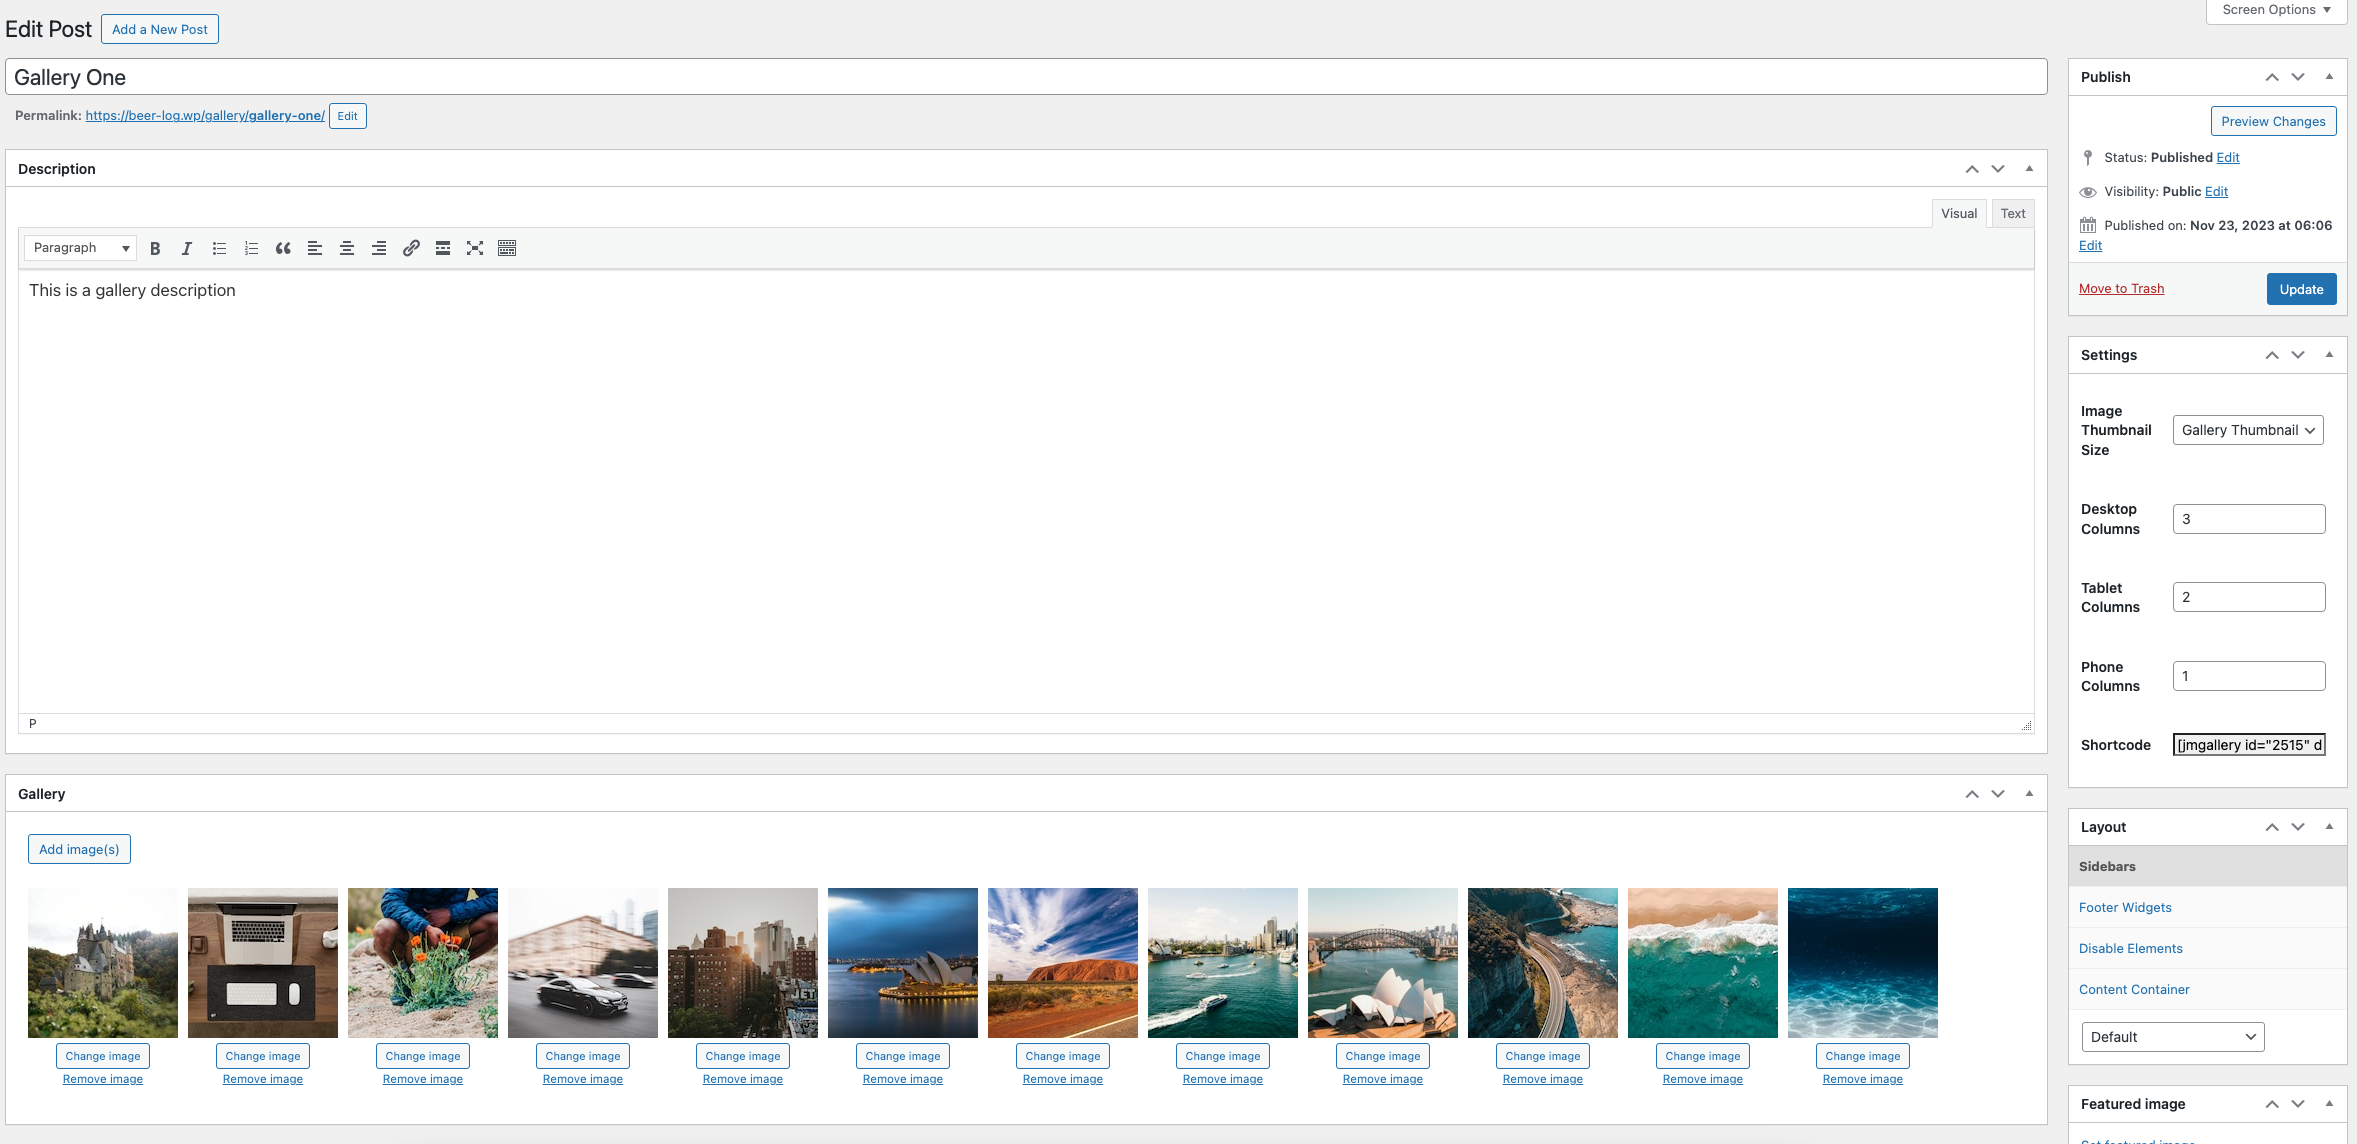 Screen Options
Edit Post
Add a New Post
Gallery One
Permalink: https://beer-log.wp/gallery/gallery-one/ Edit
Description
Visual
Text
Paragraph
This is a gallery description
P
Gallery
Add image(s)
JET
Change image Change image Change image Change image Change image Change image Change image Change image Change image Change image Change image Change image
Remove image Remove image Remove image Remove image Remove image Remove image Remove image Remove image Remove image Remove image Remove image Remove image
Publish
Preview Changes
Status: Published Edit
Visibility: Public Edit
Published on: Nov 23, 2023 at 06:06
Edit
Move to Trash
Update
Settings
Image
Thumbnail
Size
Gallery Thumbnail
Desktop
Columns
3
Tablet
Columns
2
Phone
Columns
1
Shortcode
[jmgallery id="2515" d
Layout
Sidebars
Footer Widgets
Disable Elements
Content Container
Default
Featured image
Set featured image